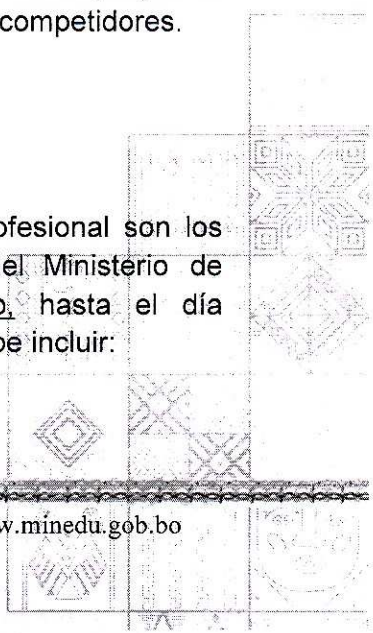 competidores.
ofesional son los
el Ministerio de
o, hasta el día
be incluir:
w.minedu.gob.bo